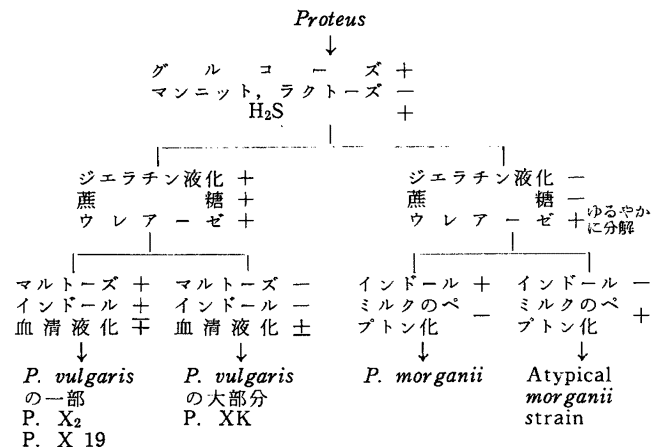 Proteus
↓
グルコーズ +
マンニット, ラクトーズ −
H₂S +
ジエラチン液化 + ジエラチン液化 −
蔗糖 + 蔗糖 −
ウレアーゼ + ウレアーゼ + ゆるやかに分解
マルトーズ + マルトーズ − インドール + インドール −
インドール + インドール − ミルクのペ ミルクのペ
血清液化 ∓ 血清液化 ± プトン化 − プトン化 +
↓ ↓ ↓ ↓
P. vulgaris P. vulgaris P. morganii Atypical
の一部 の大部分 morganii
P. X₂ P. XK strain
P. X 19